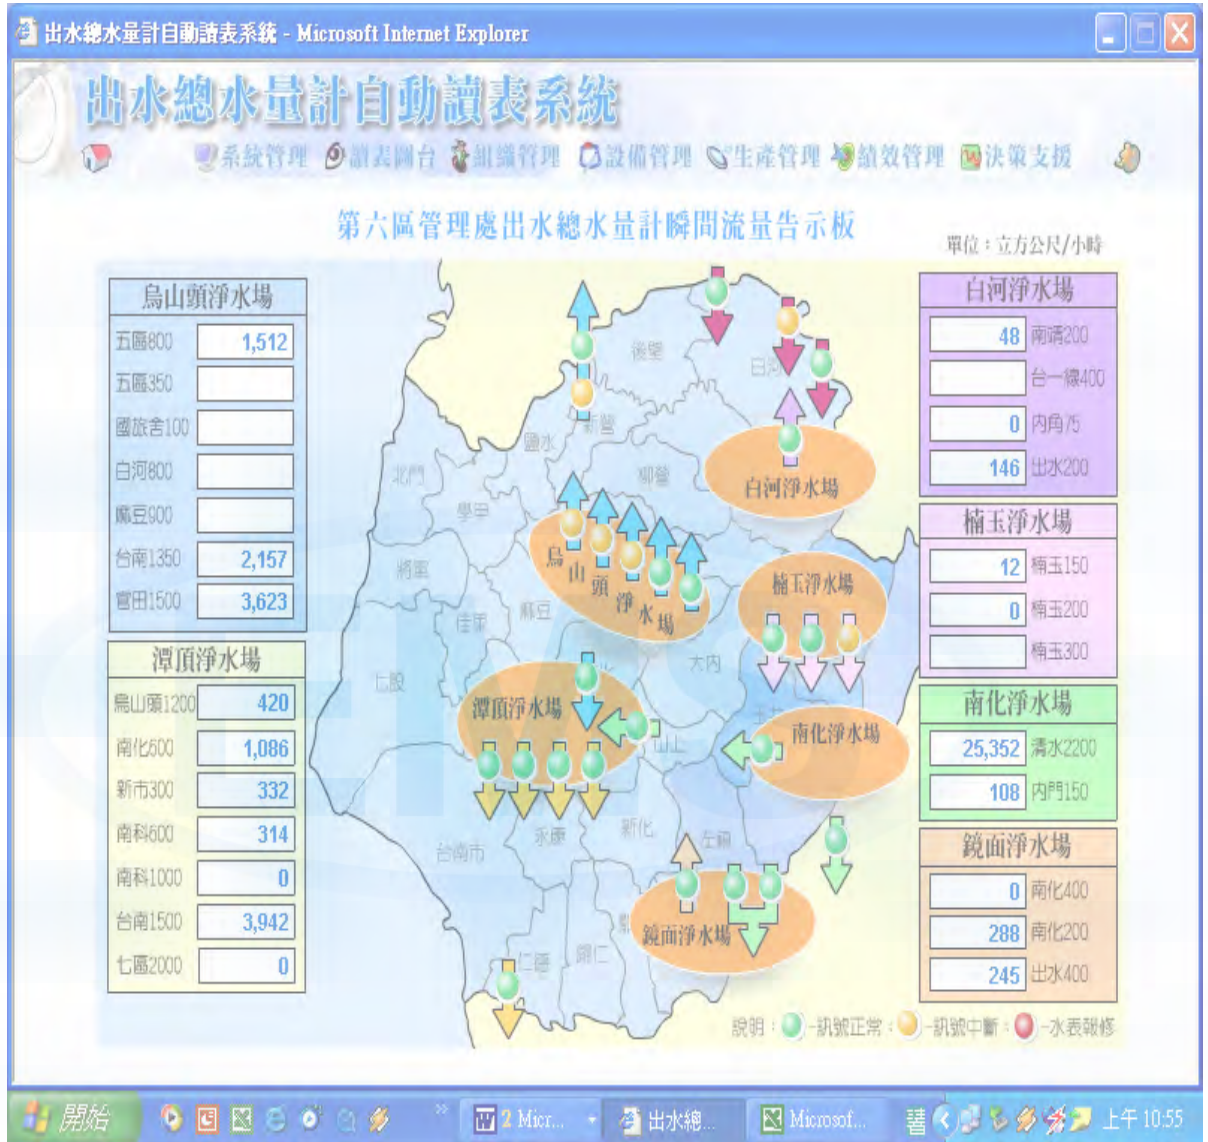 出水總水量計自動讀表系統 - Microsoft Internet Explorer
出水總水量計自動讀表系統
系統管理 讀表圖台 組織管理 設備管理 生產管理 績效管理 決策支援
第六區管理處出水總水量計瞬間流量告示板
單位：立方公尺/小時
烏山頭淨水場
五區800 1,512
五區350
國旅舍100
白河800
麻豆900
台南1350 2,157
官田1500 3,623
潭頂淨水場
烏山頭1200 420
南化600 1,086
新市300 332
南科600 314
南科1000 0
台南1500 3,942
七區2000 0
後壁
白河
新營
鹽水
白河淨水場
北門
柳營
學甲
烏山頭淨水場
將軍
楠玉淨水場
佳里
麻豆
七股
大內
潭頂淨水場
山上
南化淨水場
新化
左鎮
永康
台南市
鏡面淨水場
仁德
歸仁
白河淨水場
48 南靖200
台一線400
0 內角75
146 出水200
楠玉淨水場
12 楠玉150
0 楠玉200
楠玉300
南化淨水場
25,352 清水2200
108 內門150
鏡面淨水場
0 南化400
288 南化200
245 出水400
說明： -訊號正常： -訊號中斷： -水表報修
EMS
開始
2 Micr...
出水總...
Microsof...
上午 10:55